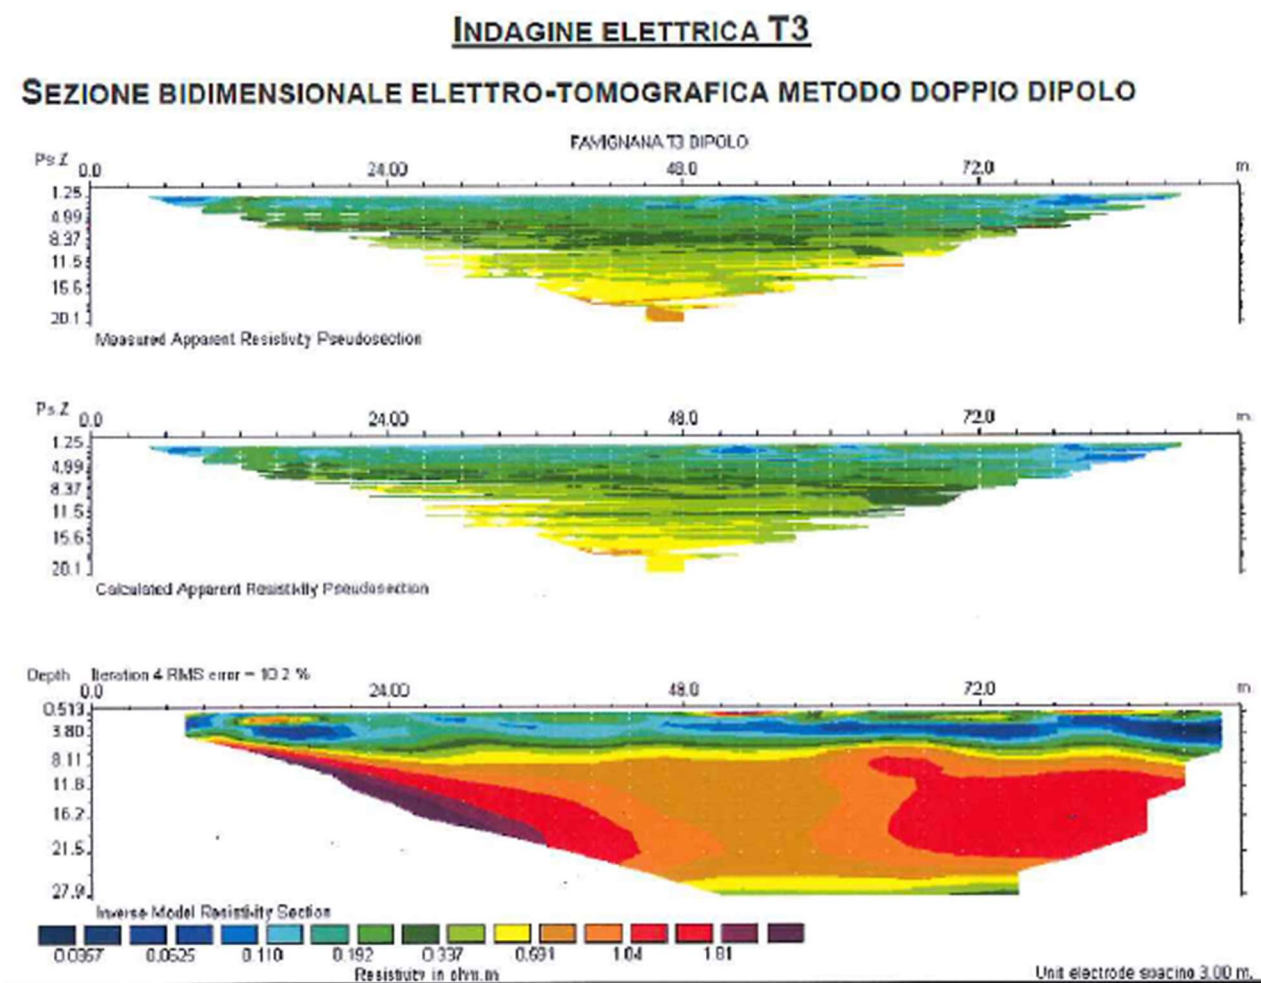 INDAGINE ELETTRICA T3
SEZIONE BIDIMENSIONALE ELETTRO-TOMOGRAFICA METODO DOPPIO DIPOLO
FAVIGNANA T3 DIPOLO
Ps.Z 0.0 24.00 48.0 72.0 m.
1.25
4.99
8.37
11.5
15.6
20.1
Measured Apparent Resistivity Pseudosection
Ps.Z 0.0 24.00 48.0 72.0 m.
1.25
4.99
8.37
11.5
15.6
20.1
Calculated Apparent Resistivity Pseudosection
Depth Iteration 4 RMS error = 10.2 %
0.0 24.00 48.0 72.0 m
0.513
3.80
8.11
11.8
16.2
21.5
27.9
Inverse Model Resistivity Section
0.0357 0.0625 0.110 0.192 0.337 0.591 1.04 1.81
Resistivity in ohm.m
Unit electrode spacing 3.00 m.